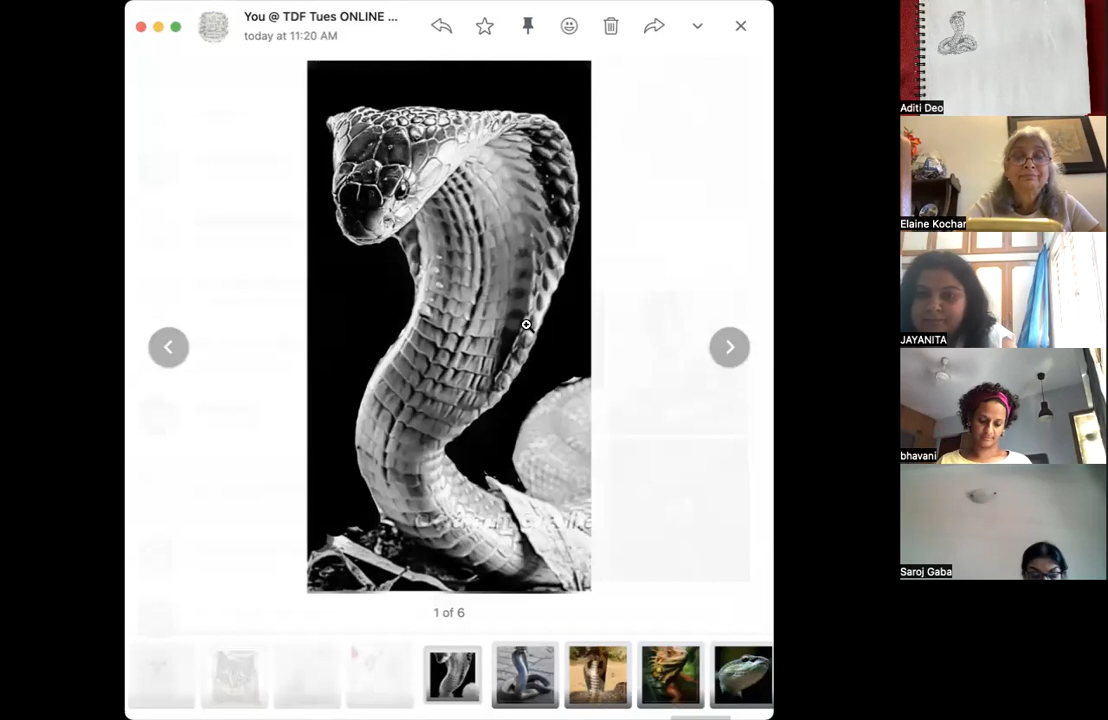 You @ TDF Tues ONLINE ...
today at 11:20 AM
1 of 6
Aditi Deo
Elaine Kochar
JAYANITA
bhavani
Saroj Gaba